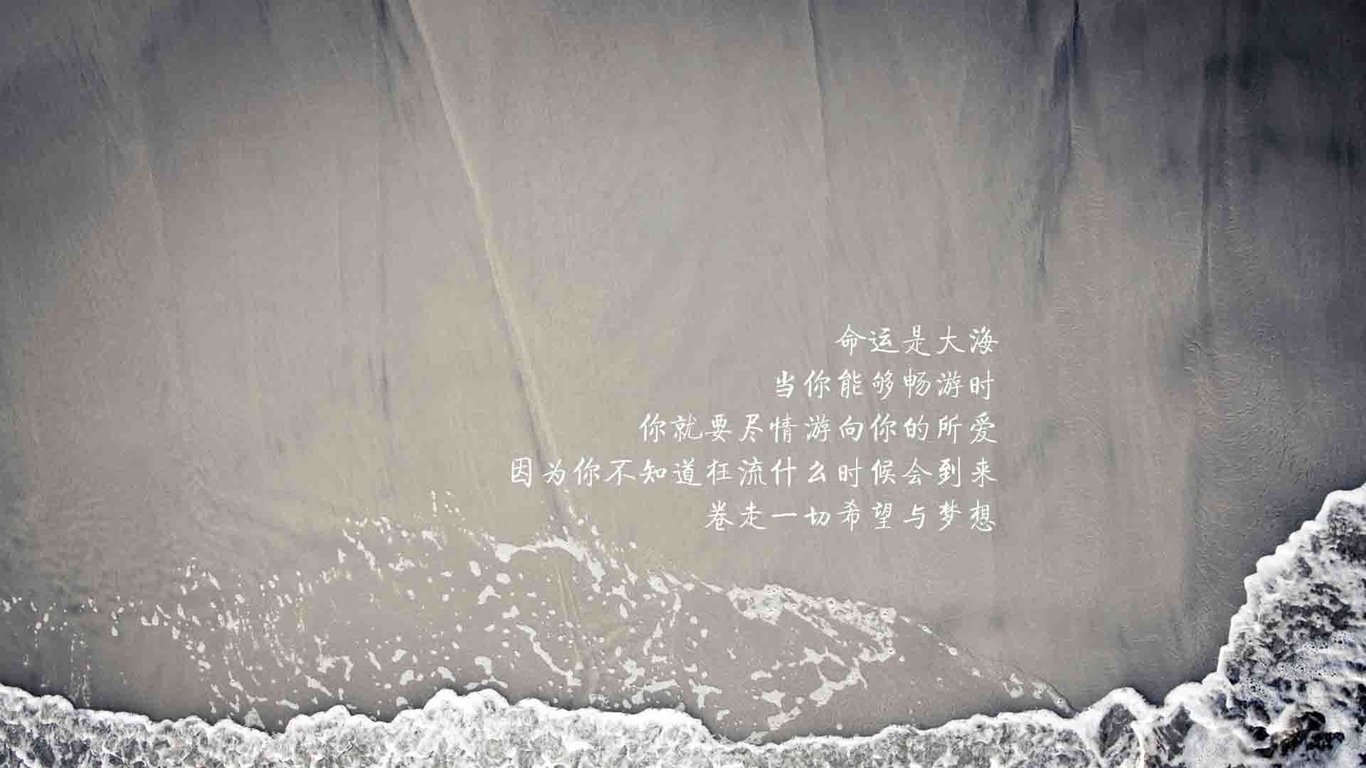 命运是大海
当你能够畅游时
你就要尽情游向你的所爱
因为你不知道狂流什么时候会到来
卷走一切希望与梦想